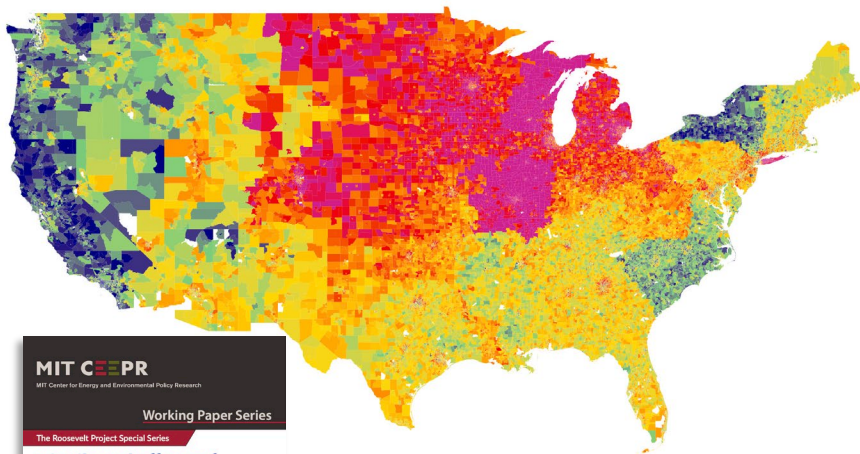 MIT CEEPR
MIT Center for Energy and Environmental Policy Research
Working Paper Series
The Roosevelt Project Special Series